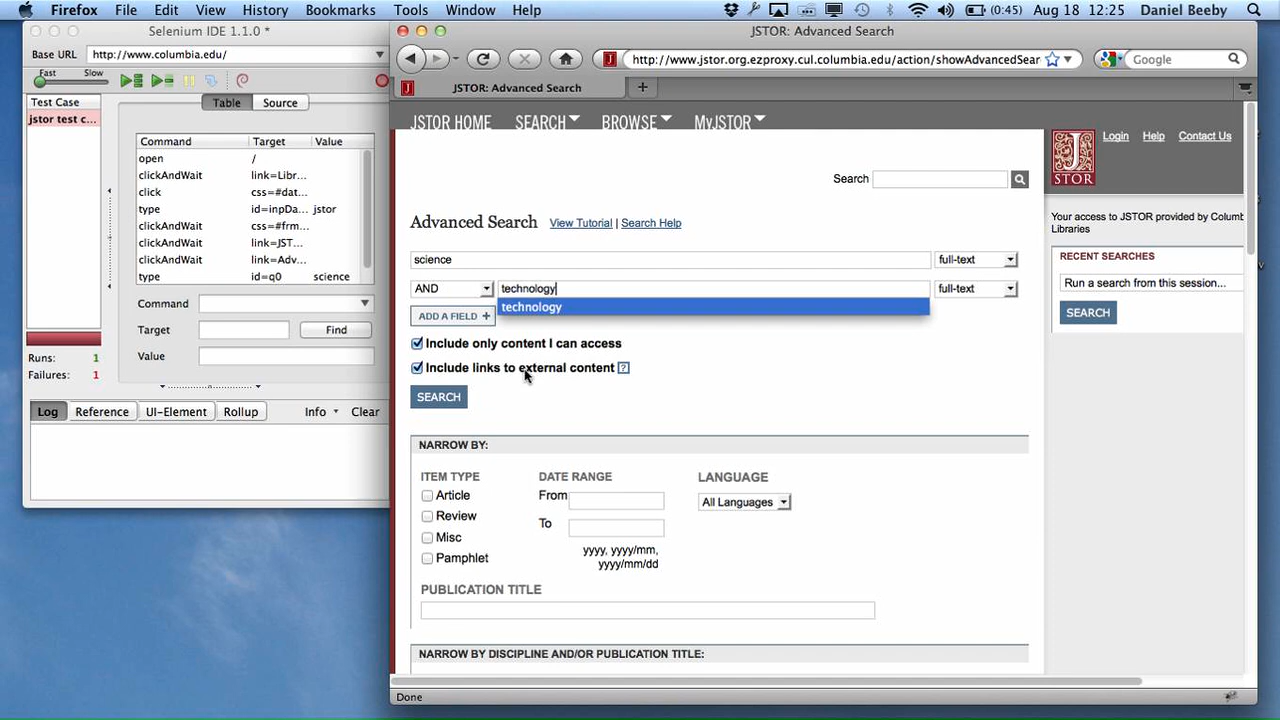 Firefox File Edit View History Bookmarks Tools Window Help (0:45) Aug 18 12:25 Daniel Beeby
Selenium IDE 1.1.0 *
Base URL http://www.columbia.edu/
Fast Slow
Test Case
jstor test c...
Table Source
Command Target Value
open /
clickAndWait link=Libr...
click css=#dat...
type id=inpDa... jstor
clickAndWait css=#frm...
clickAndWait link=JST...
clickAndWait link=Adv...
type id=q0 science
Command
Target Find
Value
Runs: 1
Failures: 1
Log Reference UI-Element Rollup Info Clear
JSTOR: Advanced Search
http://www.jstor.org.ezproxy.cul.columbia.edu/action/showAdvancedSear
Google
JSTOR: Advanced Search
JSTOR HOME SEARCH BROWSE MyJSTOR
Login Help Contact Us
J
STOR
Search
Your access to JSTOR provided by Columb
Libraries
Advanced Search View Tutorial | Search Help
science full-text
AND technology full-text
technology
ADD A FIELD +
Include only content I can access
Include links to external content ?
SEARCH
RECENT SEARCHES
Run a search from this session...
SEARCH
NARROW BY:
ITEM TYPE
Article
Review
Misc
Pamphlet
DATE RANGE
From
To
yyyy, yyyy/mm,
yyyy/mm/dd
LANGUAGE
All Languages
PUBLICATION TITLE
NARROW BY DISCIPLINE AND/OR PUBLICATION TITLE:
Done